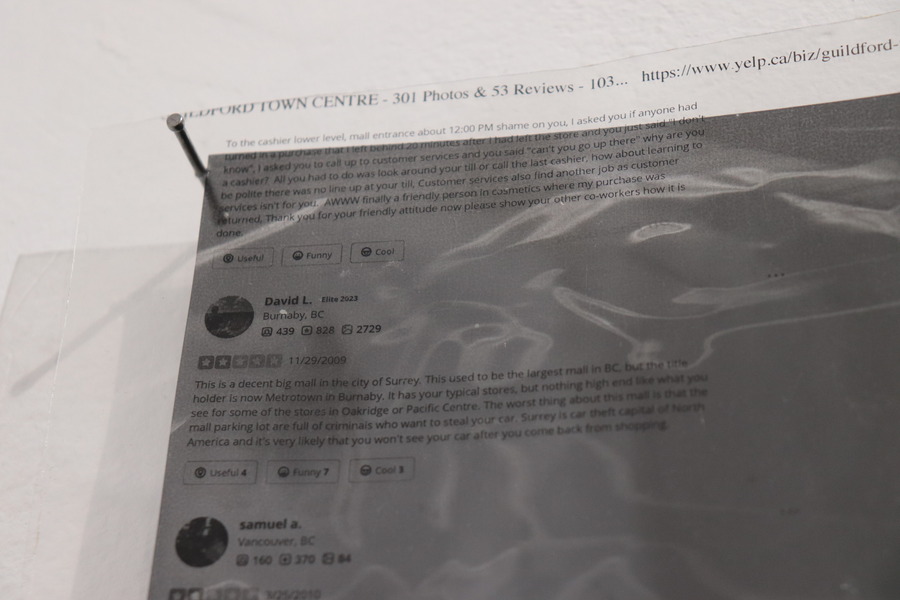 ILDFORD TOWN CENTRE - 301 Photos & 53 Reviews - 103... https://www.yelp.ca/biz/guildford-
To the cashier lower level, mall entrance about 12:00 PM shame on you, I asked you if anyone had
turned in a purchase that I left behind 20 minutes after I had left the store and you just said "I don't
know", I asked you to call up to customer services and you said "can't you go up there" why are you
a cashier? All you had to do was look around your till or call the last cashier, how about learning to
be polite there was no line up at your till, Customer services also find another job as customer
services isn't for you. AWWW finally a friendly person in cosmetics where my purchase was
returned, Thank you for your friendly attitude now please show your other co-workers how it is
done.
Useful Funny Cool
David L. Elite 2023
Burnaby, BC
439 828 2729
11/29/2009
This is a decent big mall in the city of Surrey. This used to be the largest mall in BC, but the title
holder is now Metrotown in Burnaby. It has your typical stores, but nothing high end like what you
see for some of the stores in Oakridge or Pacific Centre. The worst thing about this mall is that the
mall parking lot are full of criminals who want to steal your car. Surrey is car theft capital of North
America and it's very likely that you won't see your car after you come back from shopping.
Useful 4 Funny 7 Cool 3
samuel a.
Vancouver, BC
160 370 84
3/25/2010